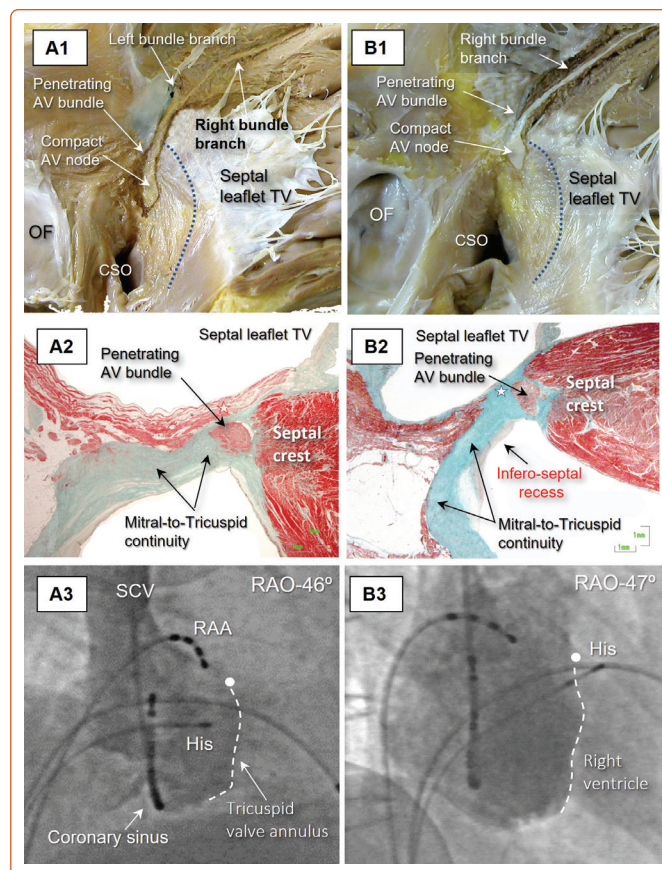 A1
Left bundle branch
Penetrating
AV bundle
Compact
AV node
Right bundle
branch
Septal
leaflet TV
OF
CSO
B1
Right bundle
branch
Penetrating
AV bundle
Compact
AV node
Septal
leaflet TV
OF
CSO
A2
Septal leaflet TV
Penetrating
AV bundle
Septal
crest
Mitral-to-Tricuspid
continuity
B2
Septal leaflet TV
Penetrating
AV bundle
Septal
crest
Infero-septal
recess
Mitral-to-Tricuspid
continuity
1mm
1mm
A3
SCV
RAO-46º
RAA
His
Tricuspid
valve annulus
Coronary sinus
B3
RAO-47º
His
Right
ventricle